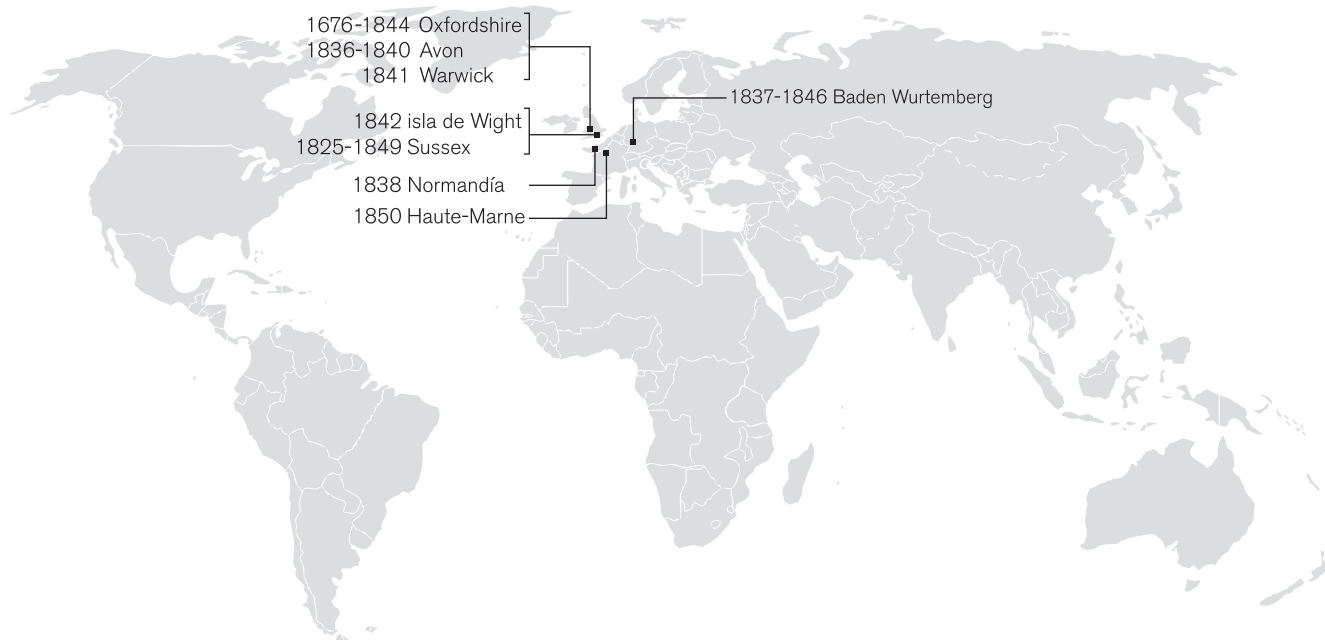 1676-1844 Oxfordshire
1836-1840 Avon
1841 Warwick
1837-1846 Baden Wurtemberg
1842 isla de Wight
1825-1849 Sussex
1838 Normandía
1850 Haute-Marne